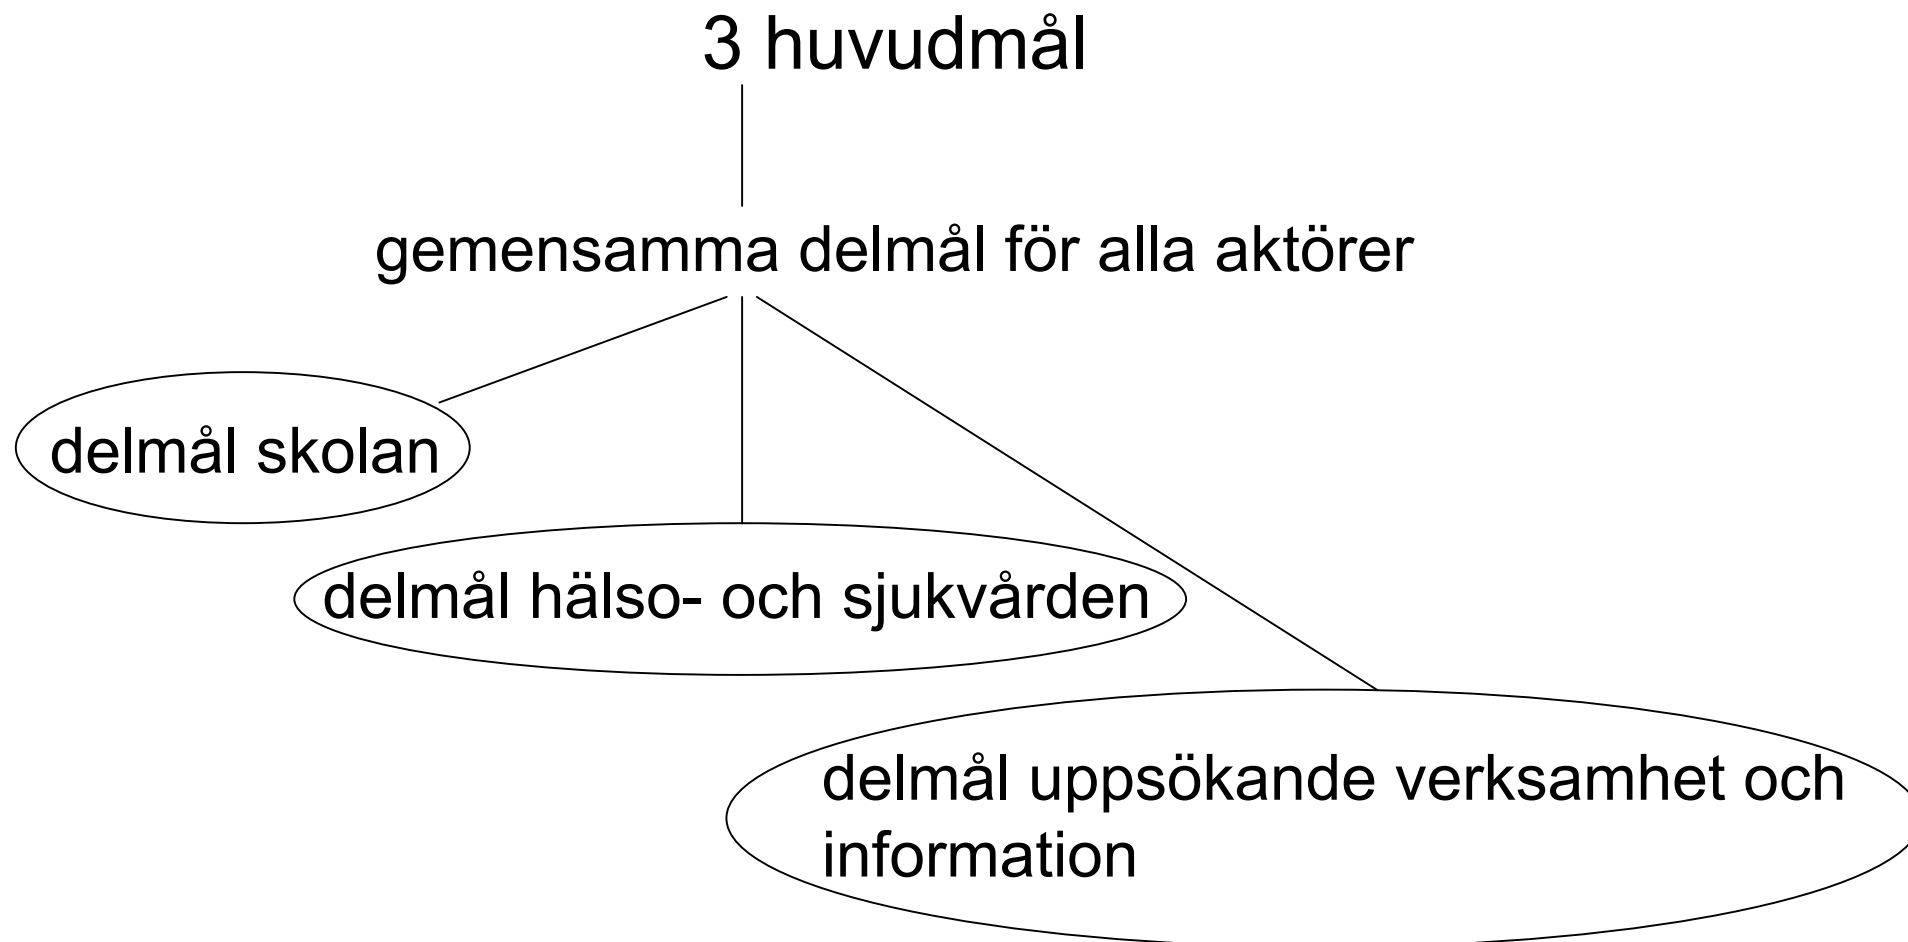 3 huvudmål
gemensamma delmål för alla aktörer
delmål skolan
delmål hälso- och sjukvården
delmål uppsökande verksamhet och
information